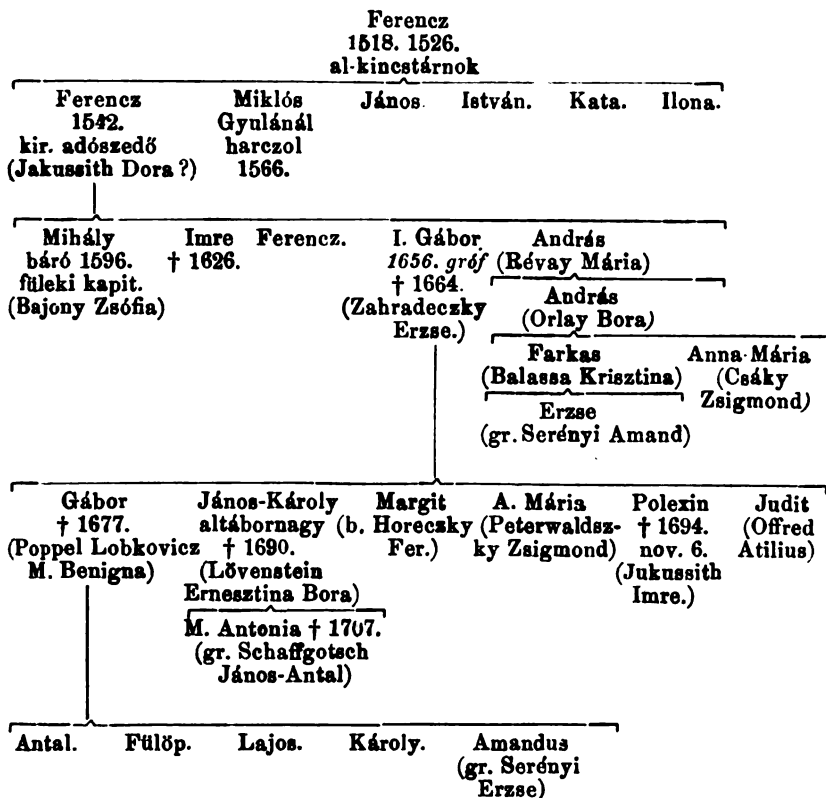 Ferencz
1518. 1526.
al-kincstárnok
Ferencz Miklós János István. Kata. Ilona.
1542. Gyulánál
kir. adószedő harczol
(Jakussith Dora?) 1566.
Mihály Imre Ferencz. I. Gábor András
báró 1596. † 1626. 1656. gróf (Révay Mária)
füleki kapit. † 1664. András
(Bajony Zsófia) (Zahradeczky (Orlay Bora)
Erzse.)
Farkas Anna-Mária
(Balassa Krisztina) (Csáky
Zsigmond)
Erzse
(gr. Serényi Amand)
Gábor János-Károly Margit A. Mária Polexin Judit
† 1677. altábornagy (b. Horeczky (Peterwaldsz- † 1694. (Offred
(Poppel Lobkovicz † 1690. Fer.) ky Zsigmond) nov. 6. Atilius)
M. Benigna) (Lövenstein (Jukussith
Ernesztina Bora) Imre.)
M. Antonia † 1707.
(gr. Schaffgotsch
János-Antal)
Antal. Fülöp. Lajos. Károly. Amandus
(gr. Serényi
Erzse)